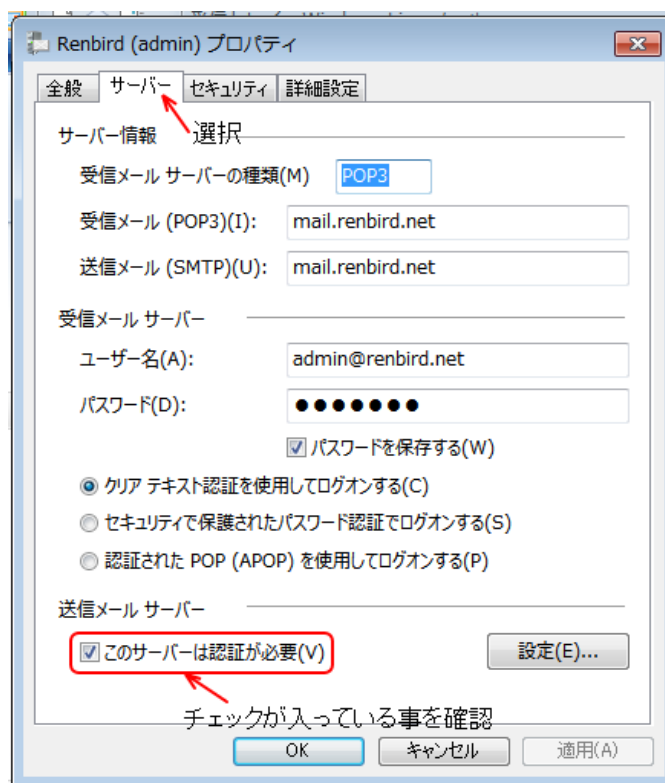 Renbird (admin) プロパティ
全般 サーバー セキュリティ 詳細設定
サーバー情報 選択
受信メール サーバーの種類(M) POP3
受信メール (POP3)(I): mail.renbird.net
送信メール (SMTP)(U): mail.renbird.net
受信メール サーバー
ユーザー名(A): admin@renbird.net
パスワード(D): ●●●●●●●
パスワードを保存する(W)
クリア テキスト認証を使用してログオンする(C)
セキュリティで保護されたパスワード認証でログオンする(S)
認証された POP (APOP) を使用してログオンする(P)
送信メール サーバー
このサーバーは認証が必要(V) 設定(E)...
チェックが入っている事を確認
OK キャンセル 適用(A)